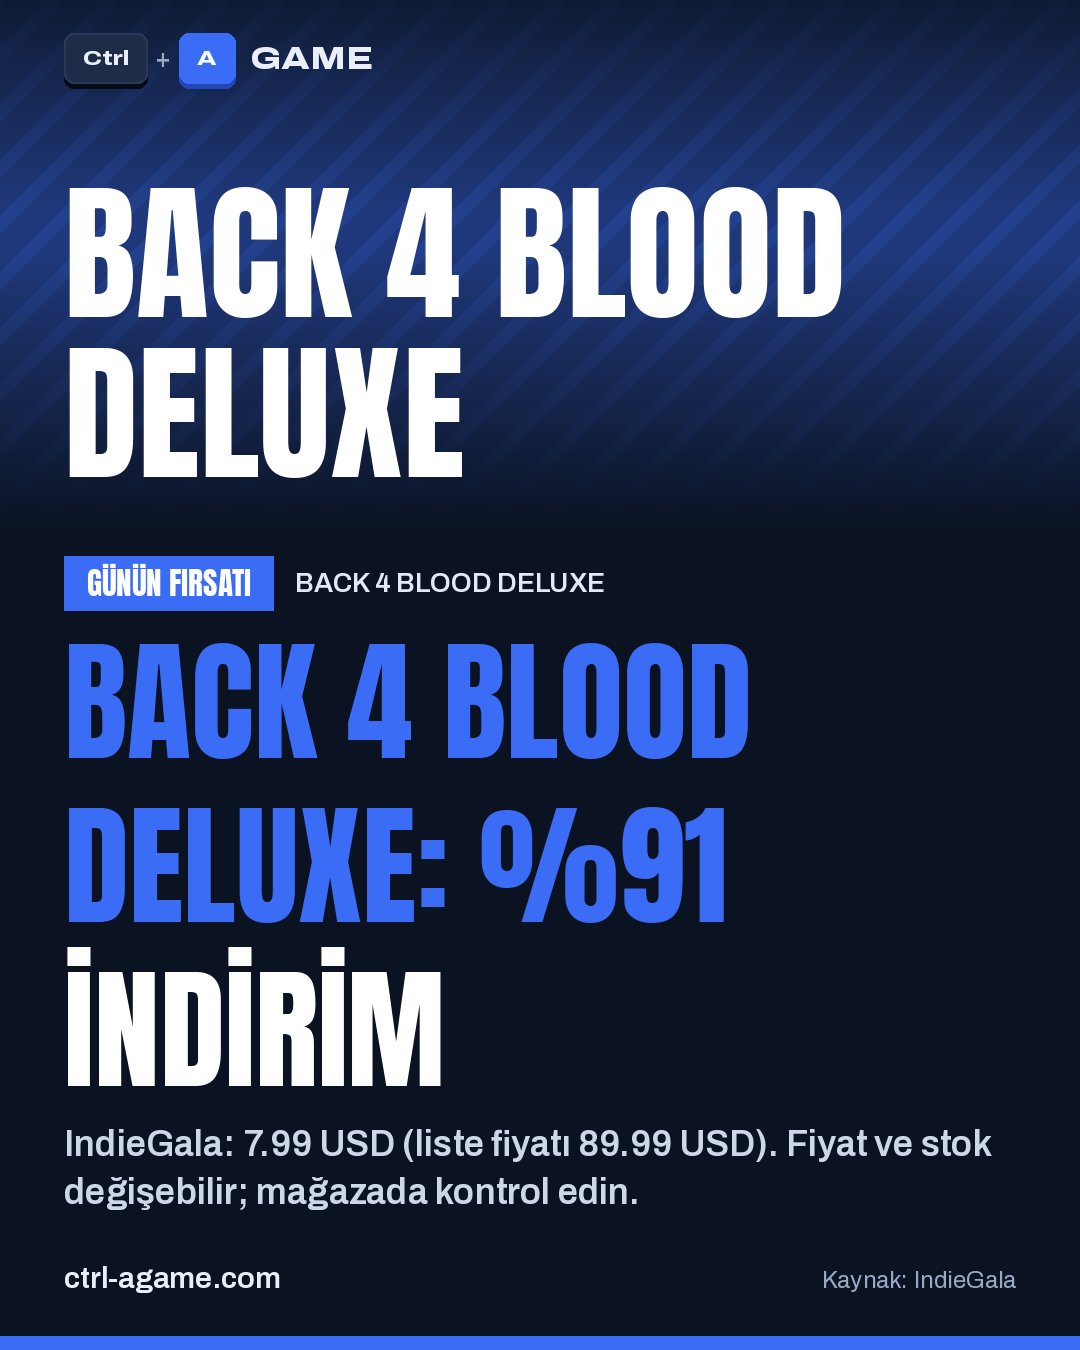 Ctrl + A GAME
BACK 4 BLOOD
DELUXE
GÜNÜN FIRSATI BACK 4 BLOOD DELUXE
BACK 4 BLOOD
DELUXE: %91
İNDİRİM
IndieGala: 7.99 USD (liste fiyatı 89.99 USD). Fiyat ve stok
değişebilir; mağazada kontrol edin.
ctrl-agame.com
Kaynak: IndieGala